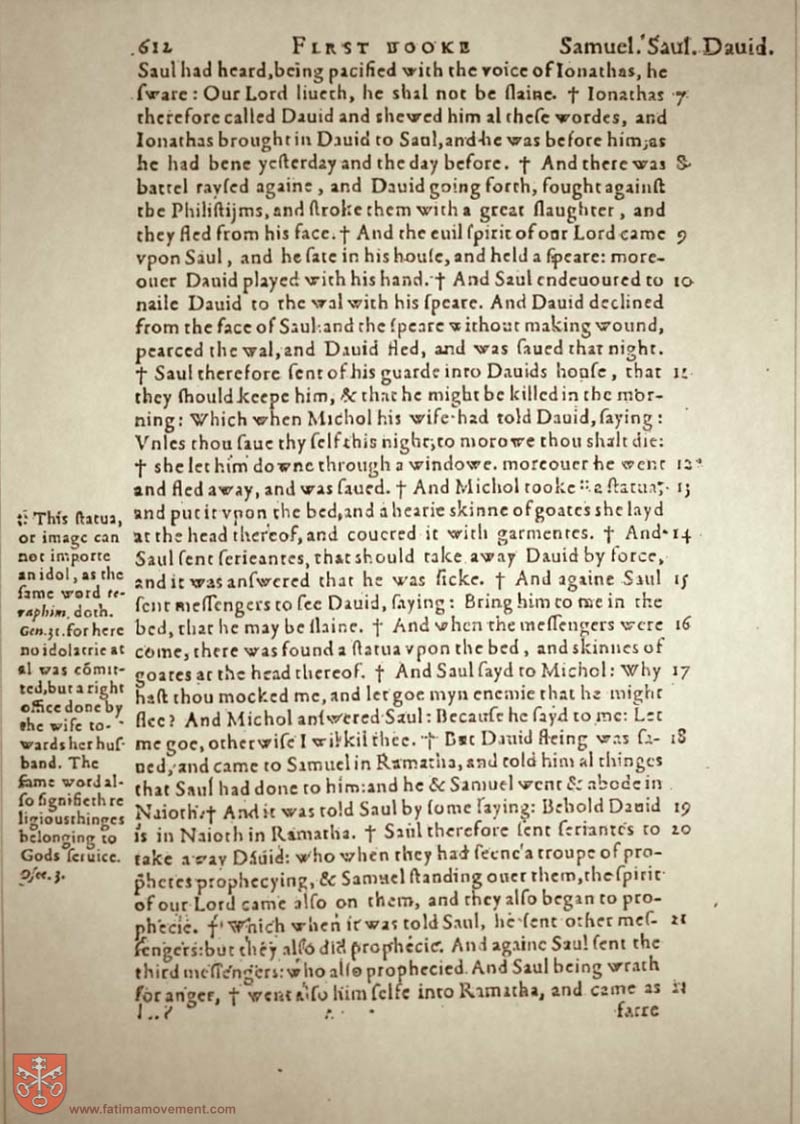 612 FIRST BOOKE Samuel. Saul. Dauid.
Saul had heard, being pacified with the voice of Ionathas, he
ſware: Our Lord liueth, he shal not be ſlaine. † Ionathas 7
therefore called Dauid and shewed him al theſe wordes, and
Ionathas brought in Dauid to Saul, and he was before him, as
he had bene yeſterday and the day before. † And there was 8
battel rayſed againe, and Dauid going forth, fought againſt
the Philiſtijms, and ſtroke them with a great ſlaughter, and
they fled from his face. † And the euil ſpirit of our Lord came 9
vpon Saul, and he ſate in his houſe, and held a ſpeare: more-
ouer Dauid played with his hand. † And Saul endeuoured to 10
naile Dauid to the wal with his ſpeare. And Dauid declined
from the face of Saul: and the ſpeare without making wound,
pearced the wal, and Dauid fled, and was ſaued that night.
† Saul therefore ſent of his guarde into Dauids houſe, that 11
they should keepe him, & that he might be killed in the mor-
ning: Which when Michol his wife had told Dauid, ſaying:
Vnles thou ſaue thy ſelf this night, to morowe thou shalt die:
† she let him downe through a windowe. moreouer he went 12
and fled away, and was ſaued. † And Michol tooke :: a ſtatua, 13
and put it vpon the bed, and a hearie skinne of goates she layd
at the head thereof, and couered it with garmentes. † And 14
Saul ſent ſerieantes, that should take away Dauid by force,
and it was anſwered that he was ſicke. † And againe Saul 15
ſent meſſengers to ſee Dauid, ſaying: Bring him to me in the
bed, that he may be ſlaine. † And when the meſſengers were 16
come, there was found a ſtatua vpon the bed, and skinnes of
goates at the head thereof. † And Saul ſayd to Michol: Why 17
haſt thou mocked me, and let goe myn enemie that he might
flee? And Michol anſwered Saul: Becauſe he ſayd to me: Let
me goe, otherwiſe I wil kil thee. † But Dauid fleing was ſa- 18
ued, and came to Samuel in Ramatha, and told him al thinges
that Saul had done to him: and he & Samuel went & abode in
Naioth. † And it was told Saul by ſome ſaying: Behold Dauid 19
is in Naioth in Ramatha. † Saul therefore ſent ſeriantes to 20
take away Dauid: who when they had ſeene a troupe of pro-
phetes prophecying, & Samuel ſtanding ouer them, the ſpirit
of our Lord came alſo on them, and they alſo began to pro-
phecie. † Which when it was told Saul, he ſent other meſ- 21
ſengers: but they alſo did prophecie. And againe Saul ſent the
third meſſengers: who alſo prophecied. And Saul being wrath
for anger, † went alſo him ſelfe into Ramatha, and came as 22
farre
:: This ſtatua,
or image can
not importe
an idol, as the
ſame word te-
raphim. doth.
Gen. 31. for here
no idolatrie at
al was cōmit-
ted, but a right
office done by
the wife to-
wards her huſ-
band. The
ſame word al-
ſo ſignifieth re
ligious thinges
belonging to
Gods ſeruice.
Oſee. 3.
www.fatimamovement.com